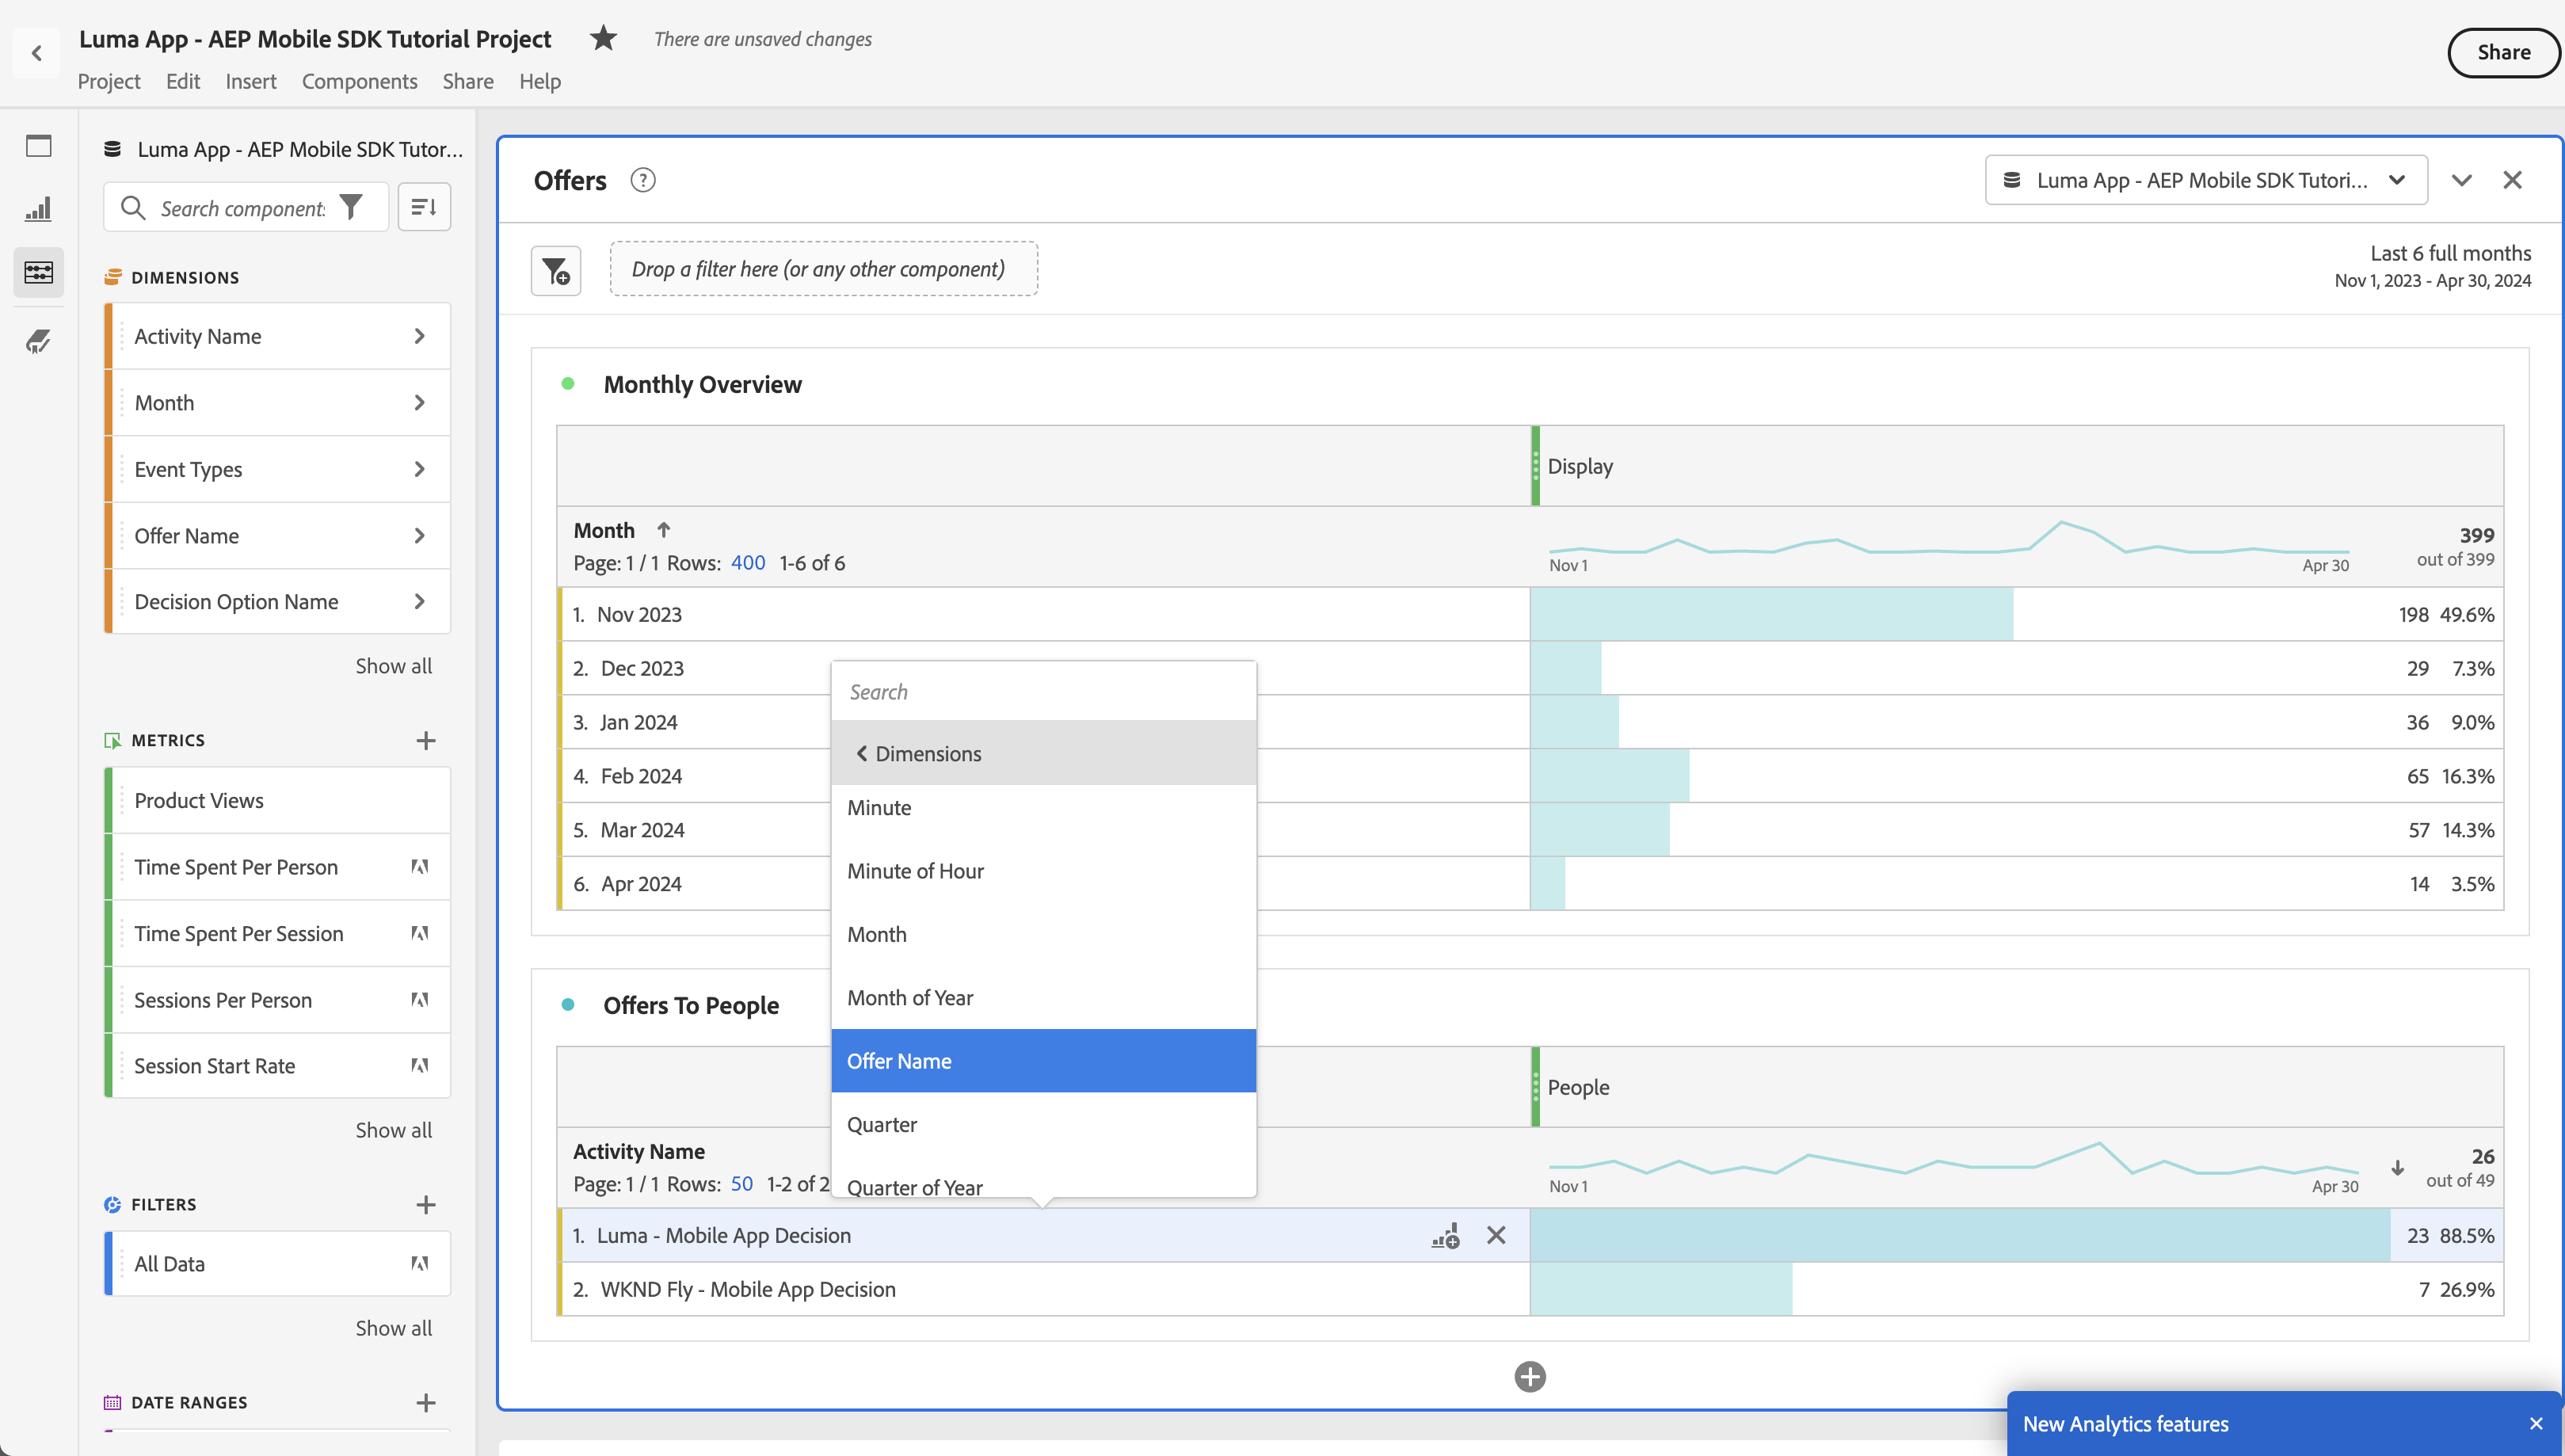 Luma App - AEP Mobile SDK Tutorial Project
There are unsaved changes
Share
Project Edit Insert Components Share Help
Luma App - AEP Mobile SDK Tutor...
Search component
DIMENSIONS
Activity Name
Month
Event Types
Offer Name
Decision Option Name
Show all
METRICS
Product Views
Time Spent Per Person
Time Spent Per Session
Sessions Per Person
Session Start Rate
Show all
FILTERS
All Data
Show all
DATE RANGES
Offers ?
Luma App - AEP Mobile SDK Tutori...
Drop a filter here (or any other component)
Last 6 full months
Nov 1, 2023 - Apr 30, 2024
Monthly Overview
Display
Month
Page: 1 / 1 Rows: 400 1-6 of 6
Nov 1
Apr 30
399
out of 399
1. Nov 2023 198 49.6%
2. Dec 2023 29 7.3%
3. Jan 2024 36 9.0%
4. Feb 2024 65 16.3%
5. Mar 2024 57 14.3%
6. Apr 2024 14 3.5%
Search
Dimensions
Minute
Minute of Hour
Month
Month of Year
Offer Name
Quarter
Quarter of Year
Offers To People
People
Activity Name
Page: 1 / 1 Rows: 50 1-2 of 2
Nov 1
Apr 30
26
out of 49
1. Luma - Mobile App Decision 23 88.5%
2. WKND Fly - Mobile App Decision 7 26.9%
New Analytics features